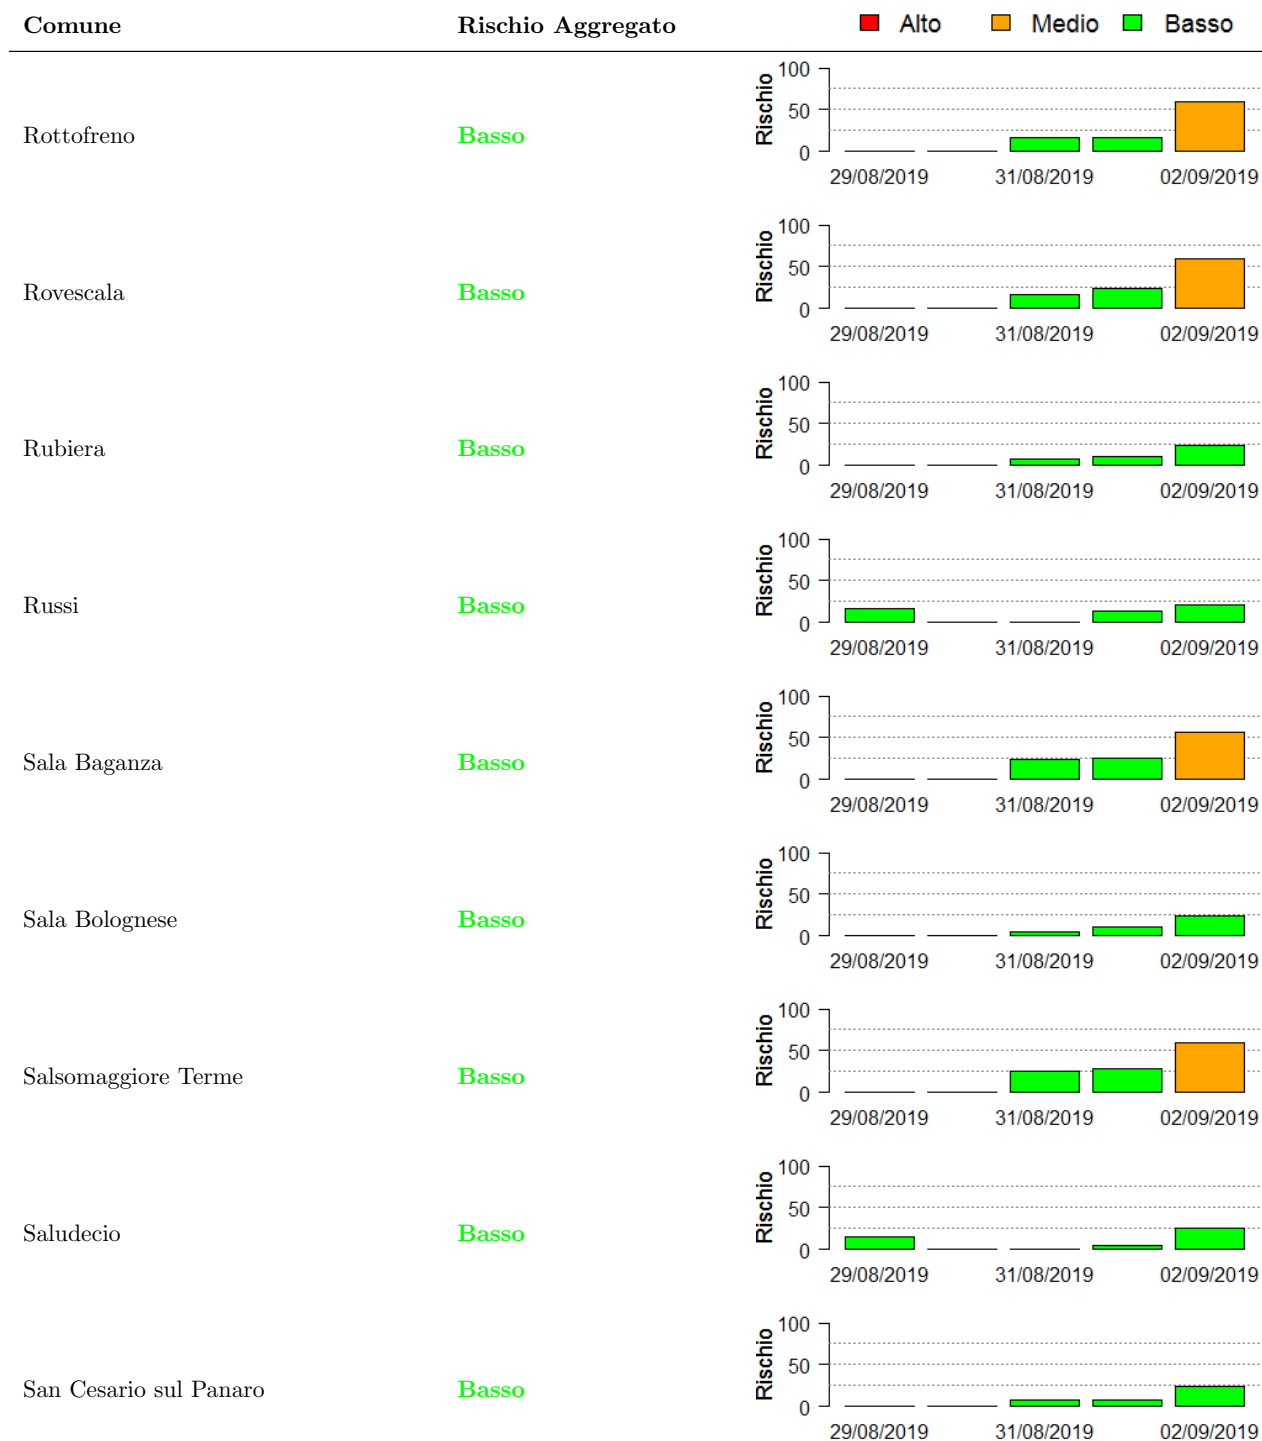 Comune Rischio Aggregato Alto Medio Basso
Rottofreno Basso
Rischio
100
50
0
29/08/2019 31/08/2019 02/09/2019
Rovescala Basso
Rischio
100
50
0
29/08/2019 31/08/2019 02/09/2019
Rubiera Basso
Rischio
100
50
0
29/08/2019 31/08/2019 02/09/2019
Russi Basso
Rischio
100
50
0
29/08/2019 31/08/2019 02/09/2019
Sala Baganza Basso
Rischio
100
50
0
29/08/2019 31/08/2019 02/09/2019
Sala Bolognese Basso
Rischio
100
50
0
29/08/2019 31/08/2019 02/09/2019
Salsomaggiore Terme Basso
Rischio
100
50
0
29/08/2019 31/08/2019 02/09/2019
Saludecio Basso
Rischio
100
50
0
29/08/2019 31/08/2019 02/09/2019
San Cesario sul Panaro Basso
Rischio
100
50
0
29/08/2019 31/08/2019 02/09/2019